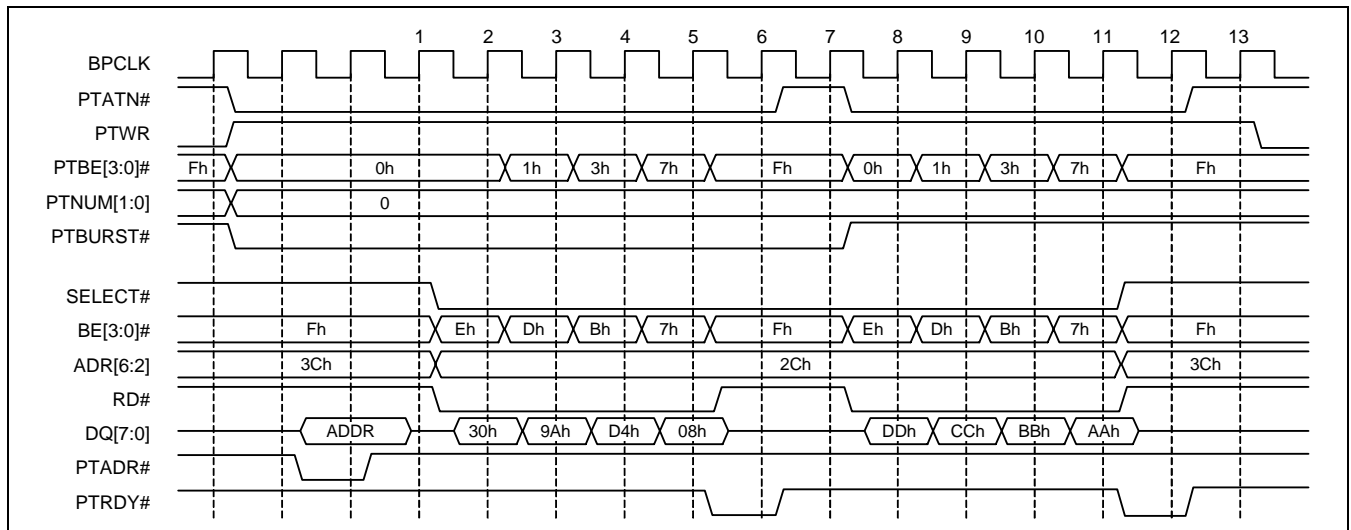 1 2 3 4 5 6 7 8 9 10 11 12 13
BPCLK
PTATN#
PTWR
PTBE[3:0]# Fh 0h 1h 3h 7h Fh 0h 1h 3h 7h Fh
PTNUM[1:0] 0
PTBURST#
SELECT#
BE[3:0]# Fh Eh Dh Bh 7h Fh Eh Dh Bh 7h Fh
ADR[6:2] 3Ch 2Ch 3Ch
RD#
DQ[7:0] ADDR 30h 9Ah D4h 08h DDh CCh BBh AAh
PTADR#
PTRDY#